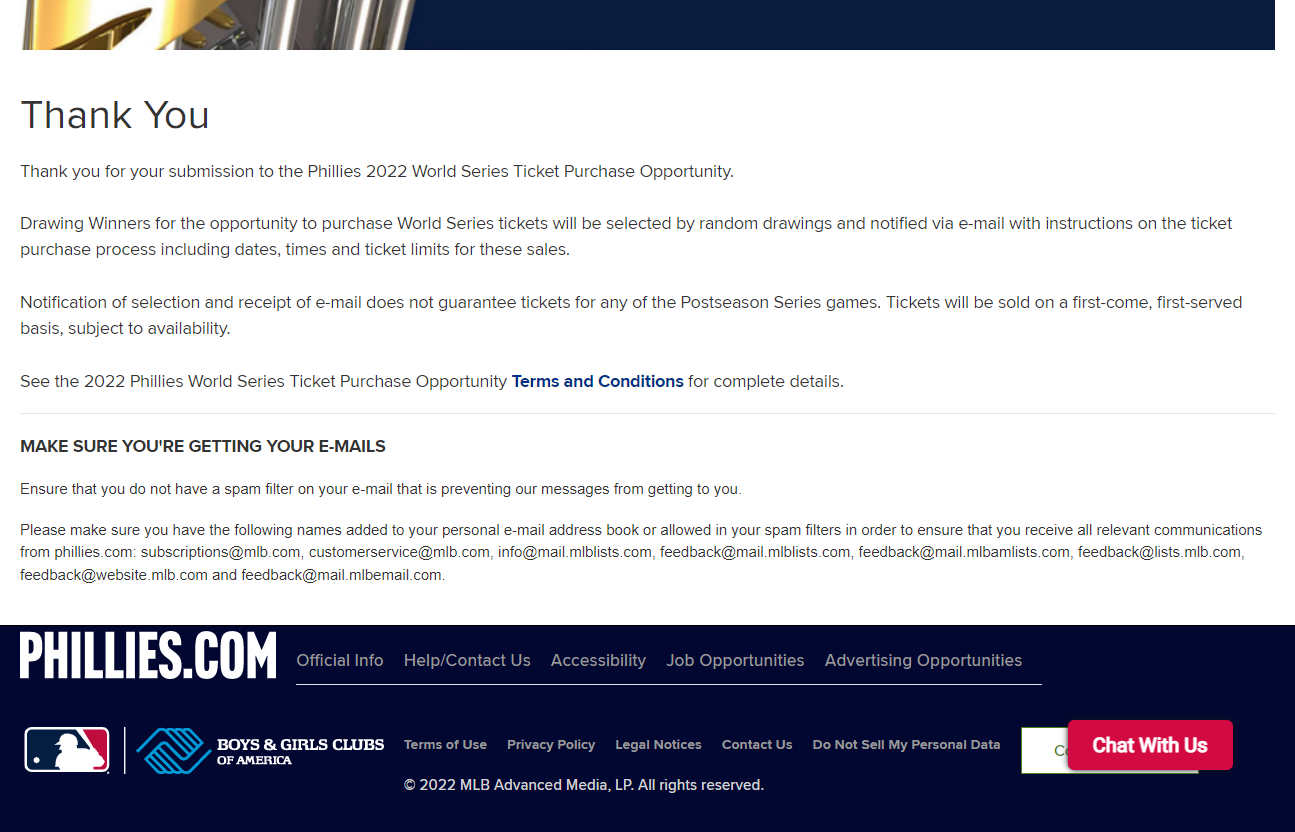 Thank You
Thank you for your submission to the Phillies 2022 World Series Ticket Purchase Opportunity.
Drawing Winners for the opportunity to purchase World Series tickets will be selected by random drawings and notified via e-mail with instructions on the ticket
purchase process including dates, times and ticket limits for these sales.
Notification of selection and receipt of e-mail does not guarantee tickets for any of the Postseason Series games. Tickets will be sold on a first-come, first-served
basis, subject to availability.
See the 2022 Phillies World Series Ticket Purchase Opportunity Terms and Conditions for complete details.
MAKE SURE YOU'RE GETTING YOUR E-MAILS
Ensure that you do not have a spam filter on your e-mail that is preventing our messages from getting to you.
Please make sure you have the following names added to your personal e-mail address book or allowed in your spam filters in order to ensure that you receive all relevant communications
from phillies.com: subscriptions@mlb.com, customerservice@mlb.com, info@mail.mlblists.com, feedback@mail.mlblists.com, feedback@mail.mlbamlists.com, feedback@lists.mlb.com,
feedback@website.mlb.com and feedback@mail.mlbemail.com.
PHILLIES.COM
Official Info Help/Contact Us Accessibility Job Opportunities Advertising Opportunities
BOYS & GIRLS CLUBS
OF AMERICA
Terms of Use Privacy Policy Legal Notices Contact Us Do Not Sell My Personal Data
Chat With Us
© 2022 MLB Advanced Media, LP. All rights reserved.